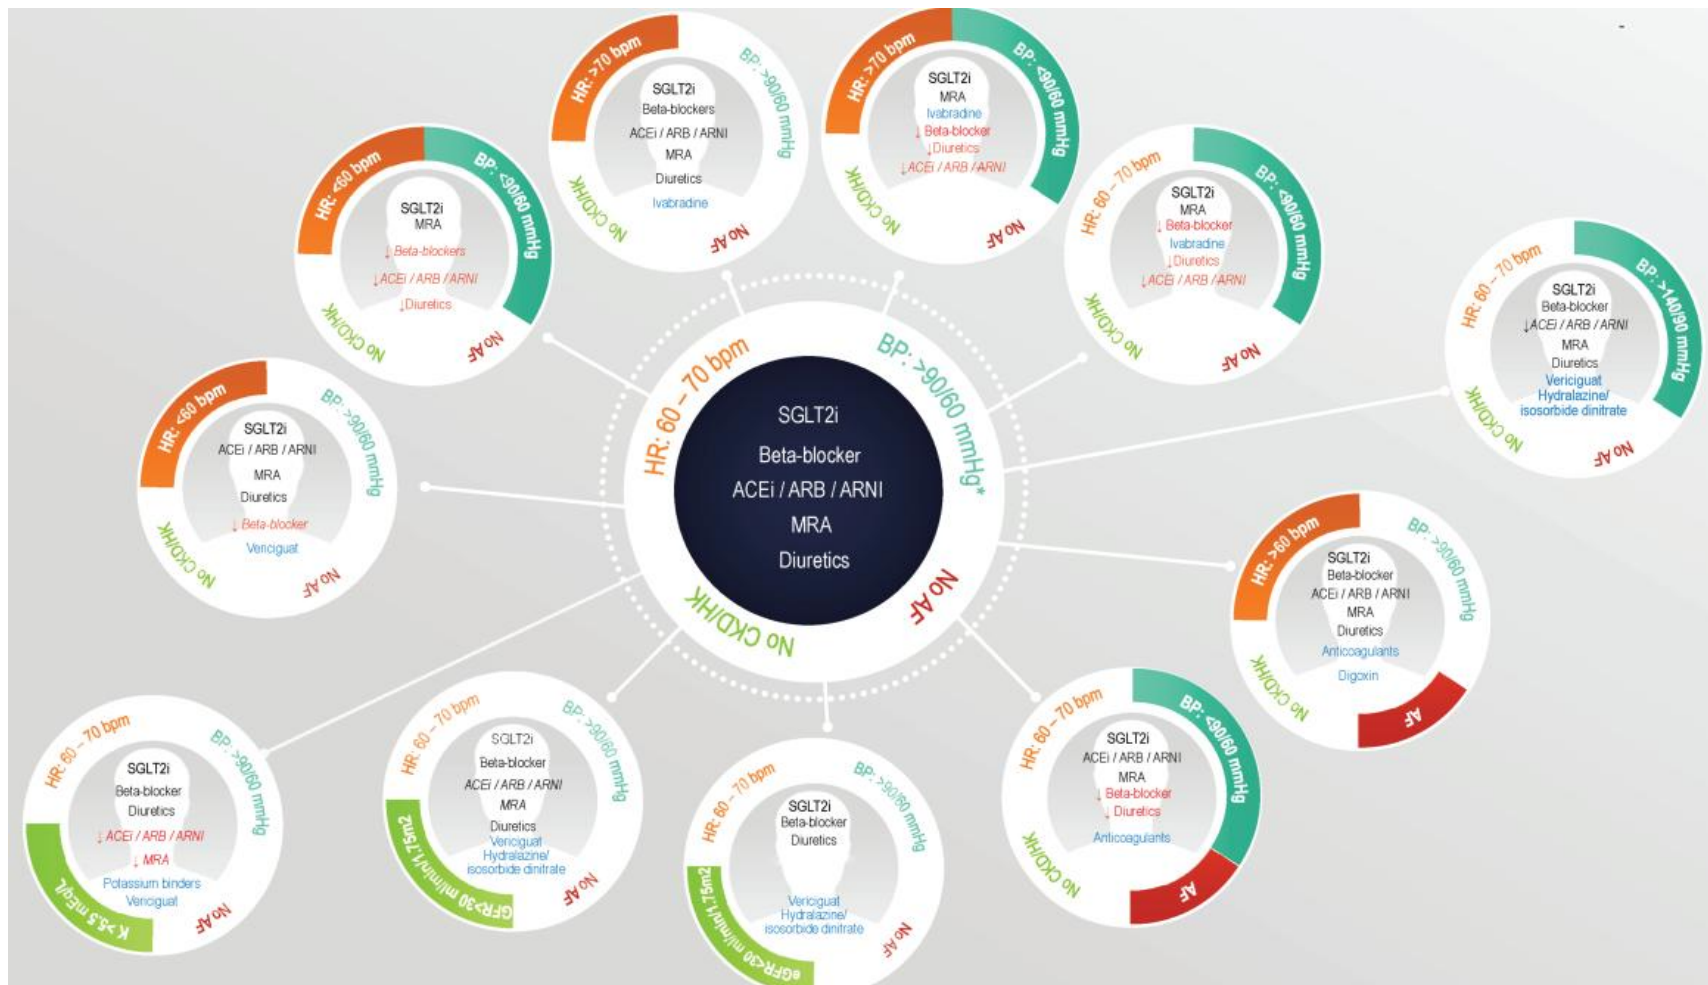 HR: >70 bpm
BP: >90/60 mmHg
SGLT2i
Beta-blockers
ACEi / ARB / ARNI
MRA
Diuretics
Ivabradine
No CKD/HK
No AF
HR: >70 bpm
BP: <90/60 mmHg
SGLT2i
MRA
Ivabradine
↓ Beta-blocker
↓Diuretics
↓ACEi / ARB / ARNI
No CKD/HK
No AF
HR: <60 bpm
BP: <90/60 mmHg
SGLT2i
MRA
↓ Beta-blockers
↓ACEi / ARB / ARNI
↓Diuretics
No CKD/HK
No AF
HR: 60 – 70 bpm
BP: <90/60 mmHg
SGLT2i
MRA
↓ Beta-blocker
Ivabradine
↓Diuretics
↓ACEi / ARB / ARNI
No CKD/HK
No AF
HR: 60 – 70 bpm
BP: >140/90 mmHg
SGLT2i
Beta-blocker
↓ACEi / ARB / ARNI
MRA
Diuretics
Vericiguat
Hydralazine/
isosorbide dinitrate
No CKD/HK
No AF
HR: <60 bpm
BP: >90/60 mmHg
SGLT2i
ACEi / ARB / ARNI
MRA
Diuretics
↓ Beta-blocker
Vericiguat
No CKD/HK
No AF
HR: 60 – 70 bpm
BP: >90/60 mmHg*
SGLT2i
Beta-blocker
ACEi / ARB / ARNI
MRA
Diuretics
No CKD/HK
No AF
HR: >60 bpm
BP: >90/60 mmHg
SGLT2i
Beta-blocker
ACEi / ARB / ARNI
MRA
Diuretics
Anticoagulants
Digoxin
No CKD/HK
AF
HR: 60 – 70 bpm
BP: >90/60 mmHg
SGLT2i
Beta-blocker
Diuretics
↓ ACEi / ARB / ARNI
↓ MRA
Potassium binders
Vericiguat
K >5.5 mEq/L
No AF
HR: 60 – 70 bpm
BP: >90/60 mmHg
SGLT2i
Beta-blocker
ACEi / ARB / ARNI
MRA
Diuretics
Vericiguat
Hydralazine/
isosorbide dinitrate
GFR>30 ml/min/1.75m2
No AF
HR: 60 – 70 bpm
BP: >90/60 mmHg
SGLT2i
Beta-blocker
Diuretics
Vericiguat
Hydralazine/
isosorbide dinitrate
eGFR<30 ml/min/1.75m2
No AF
HR: 60 – 70 bpm
BP: <90/60 mmHg
SGLT2i
ACEi / ARB / ARNI
MRA
↓ Beta-blocker
↓ Diuretics
Anticoagulants
No CKD/HK
AF